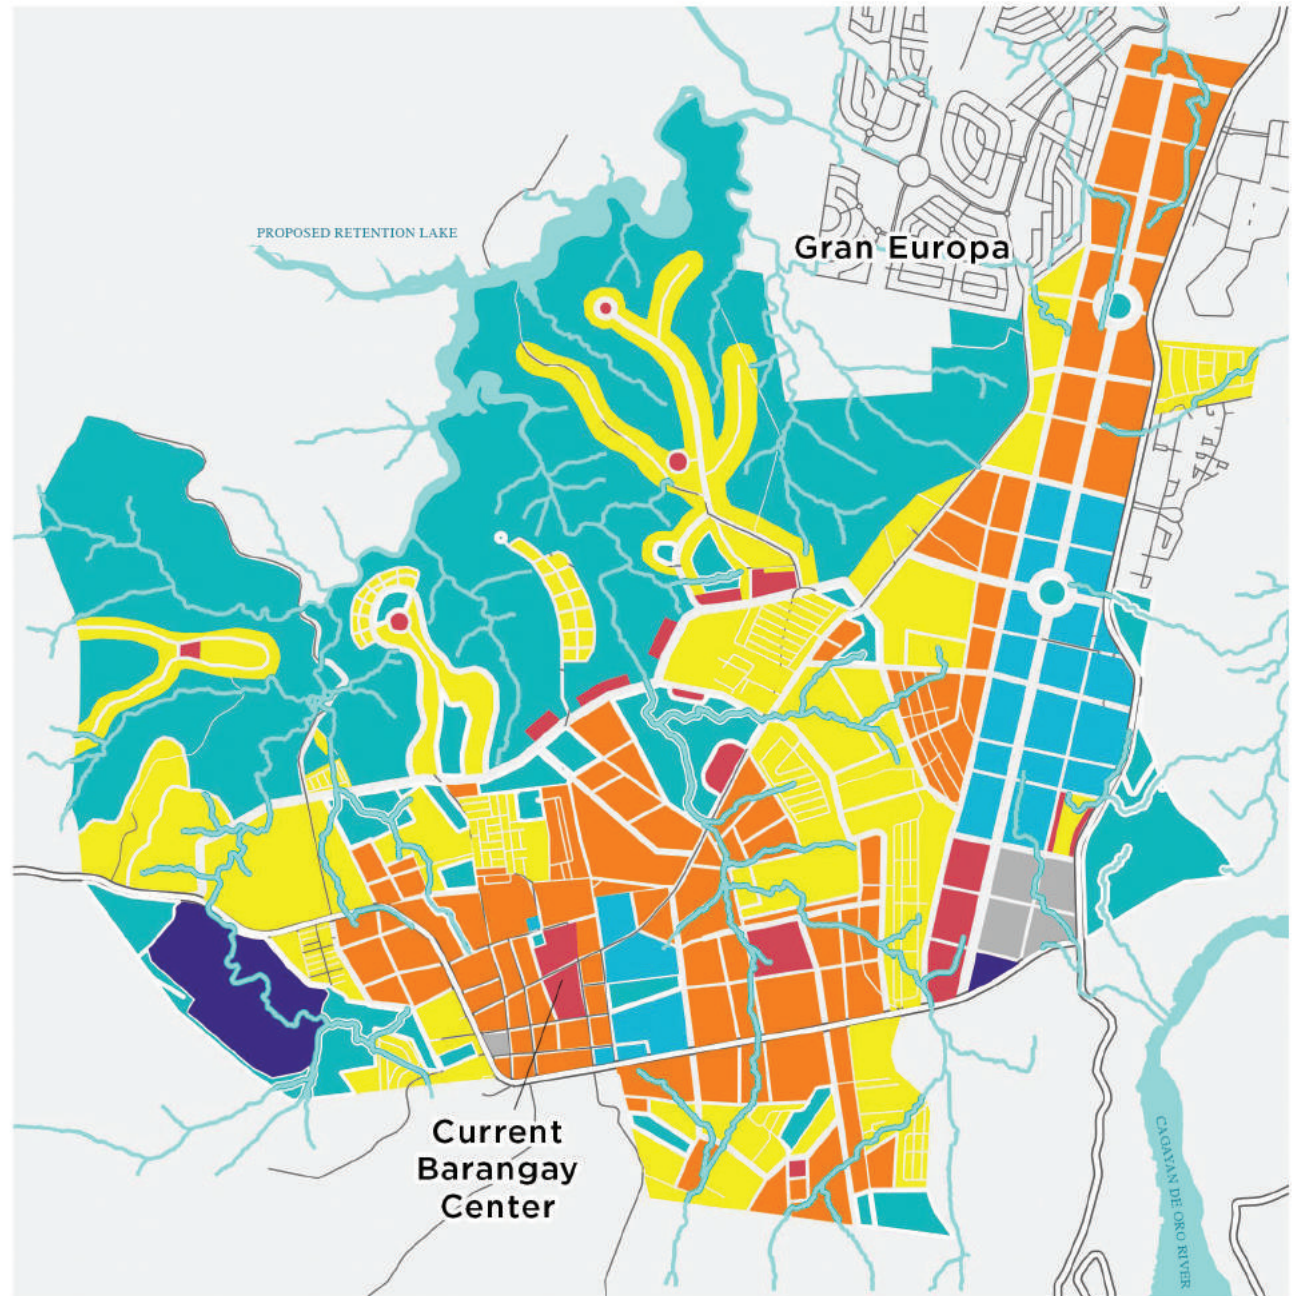 PROPOSED RETENTION LAKE
Gran Europa
Current
Barangay
Center
CAGAYAN DE ORO RIVER